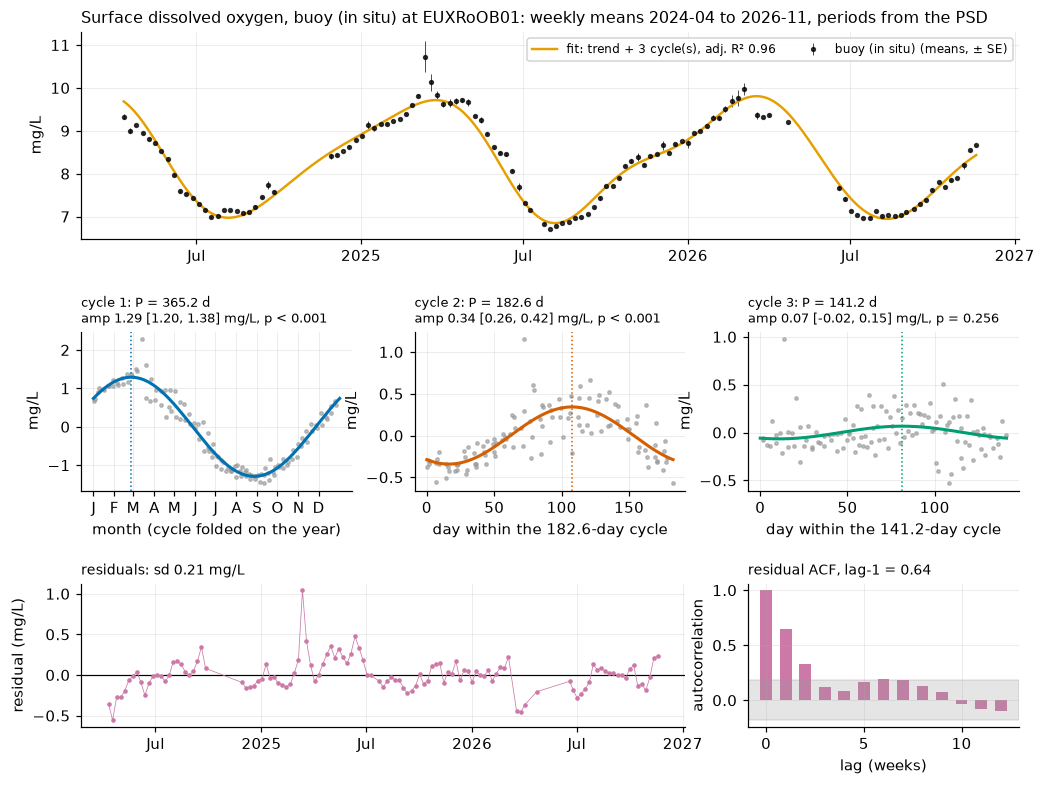 Surface dissolved oxygen, buoy (in situ) at EUXRoOB01: weekly means 2024-04 to 2026-11, periods from the PSD
fit: trend + 3 cycle(s), adj. R² 0.96
buoy (in situ) (means, ± SE)
mg/L
11
10
9
8
7
Jul
2025
Jul
2026
Jul
2027
cycle 1: P = 365.2 d
amp 1.29 [1.20, 1.38] mg/L, p < 0.001
mg/L
2
1
0
−1
J F M A M J J A S O N D
month (cycle folded on the year)
cycle 2: P = 182.6 d
amp 0.34 [0.26, 0.42] mg/L, p < 0.001
mg/L
1.0
0.5
0.0
−0.5
0 50 100 150
day within the 182.6-day cycle
cycle 3: P = 141.2 d
amp 0.07 [-0.02, 0.15] mg/L, p = 0.256
mg/L
1.0
0.5
0.0
−0.5
0 50 100
day within the 141.2-day cycle
residuals: sd 0.21 mg/L
residual (mg/L)
1.0
0.5
0.0
−0.5
Jul 2025 Jul 2026 Jul 2027
residual ACF, lag-1 = 0.64
autocorrelation
1.0
0.5
0.0
0 5 10
lag (weeks)